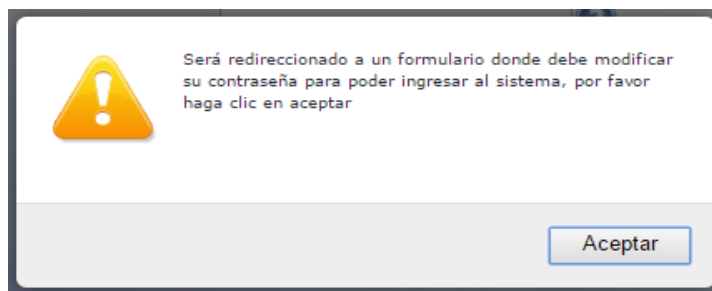 Será redireccionado a un formulario donde debe modificar
su contraseña para poder ingresar al sistema, por favor
haga clic en aceptar
Aceptar